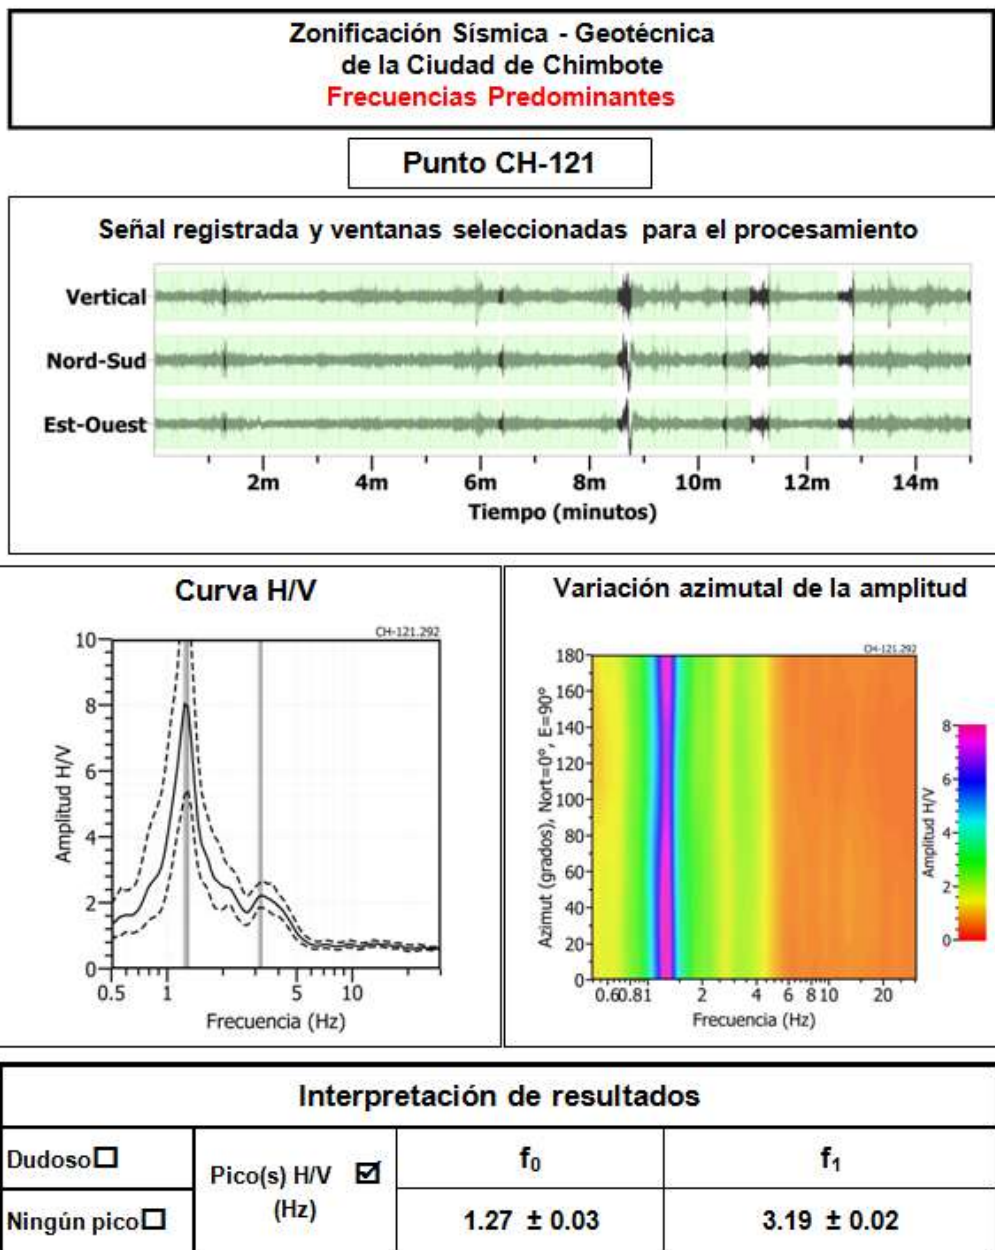 Zonificación Sísmica - Geotécnica
de la Ciudad de Chimbote
Frecuencias Predominantes
Punto CH-121
Señal registrada y ventanas seleccionadas para el procesamiento
Vertical
Nord-Sud
Est-Ouest
2m 4m 6m 8m 10m 12m 14m
Tiempo (minutos)
Curva H/V
CH-121.292
10
8
6
4
2
0
Amplitud H/V
0.5 1 5 10
Frecuencia (Hz)
Variación azimutal de la amplitud
CH-121.292
180
160
140
120
100
80
60
40
20
0
Azimut (grados), Nort=0º, E=90º
0.6 0.8 1 2 4 6 8 10 20
Frecuencia (Hz)
8
6
4
2
0
Amplitud H/V
Interpretación de resultados
Dudoso☐
Ningún pico☐
Pico(s) H/V ☑
(Hz)
f₀ f₁
1.27 ± 0.03 3.19 ± 0.02